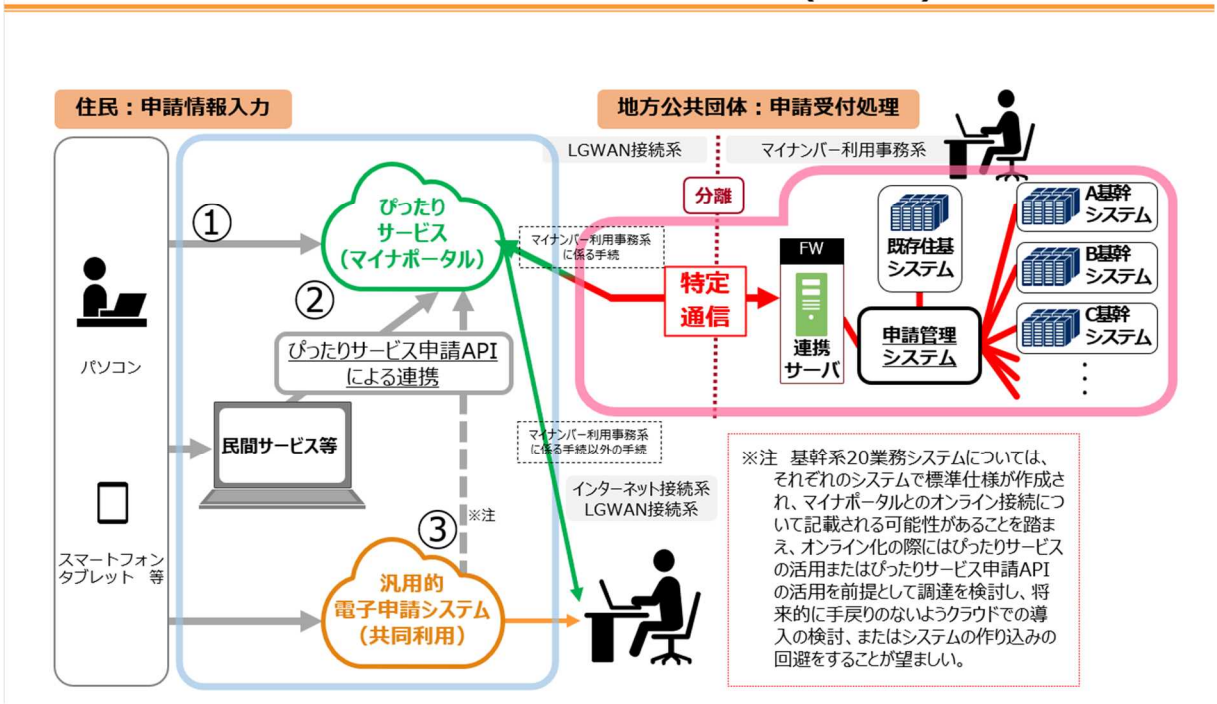 住民：申請情報入力
地方公共団体：申請受付処理
LGWAN接続系
マイナンバー利用事務系
分離
①
ぴったり
サービス
（マイナポータル）
マイナンバー利用事務系
に係る手続
特定
通信
FW
連携
サーバ
既存住基
システム
申請管理
システム
A基幹
システム
B基幹
システム
C基幹
システム
・
・
・
②
ぴったりサービス申請API
による連携
パソコン
民間サービス等
マイナンバー利用事務系
に係る手続以外の手続
インターネット接続系
LGWAN接続系
スマートフォン
タブレット 等
③
※注
汎用的
電子申請システム
（共同利用）
※注 基幹系20業務システムについては、
それぞれのシステムで標準仕様が作成さ
れ、マイナポータルとのオンライン接続につ
いて記載される可能性があることを踏ま
え、オンライン化の際にはぴったりサービス
の活用またはぴったりサービス申請API
の活用を前提として調達を検討し、将
来的に手戻りのないようクラウドでの導
入の検討、またはシステムの作り込みの
回避をすることが望ましい。